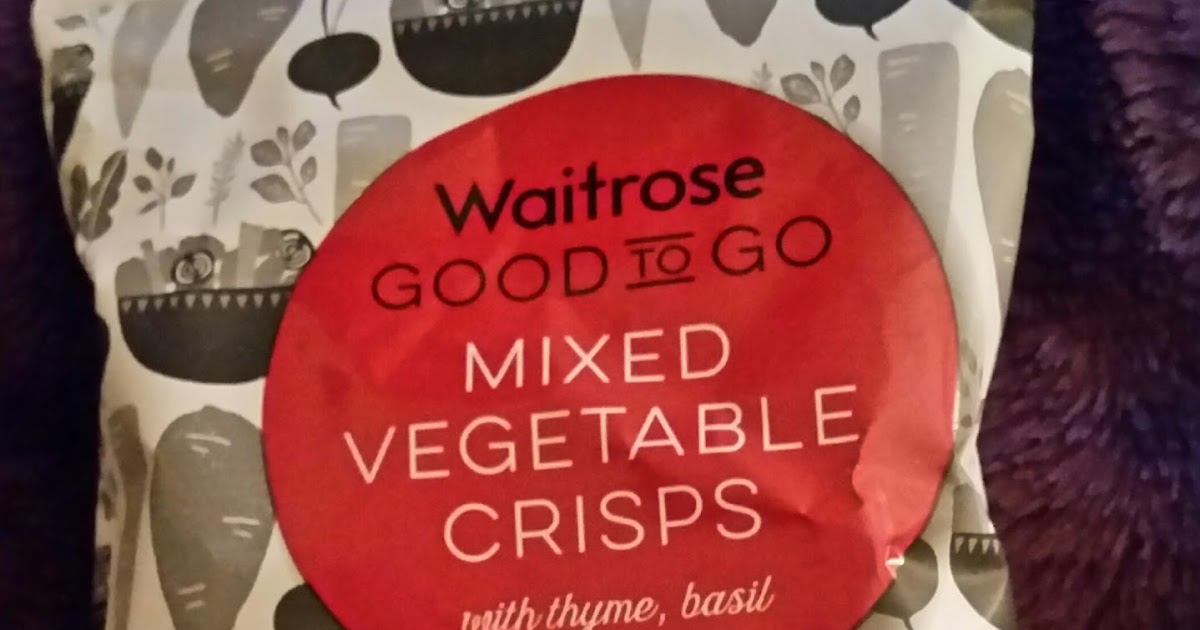 Waitrose
GOOD TO GO
MIXED
VEGETABLE
CRISPS
with thyme, basil